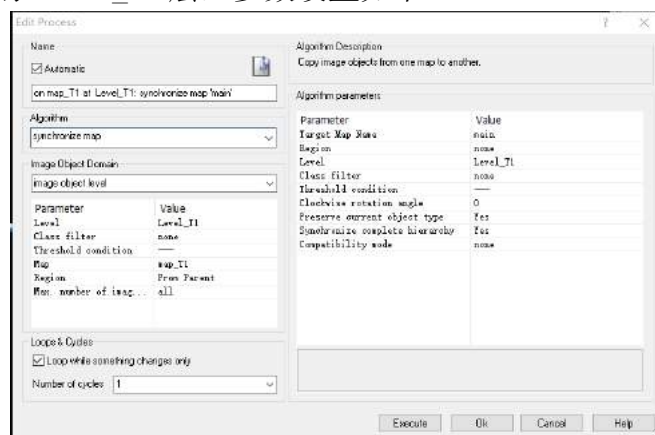 Edit Process
? ×
Name
Automatic
on map_T1 at Level_T1: synchronize map 'main'
Algorithm
synchronize map
Image Object Domain
image object level
Parameter Value
Level Level_T1
Class filter none
Threshold condition ---
Map map_T1
Region From Parent
Max. number of imag... all
Loops & Cycles
Loop while something changes only
Number of cycles 1
Algorithm Description
Copy image objects from one map to another.
Algorithm parameters
Parameter Value
Target Map Name main
Region none
Level Level_T1
Class filter none
Threshold condition ---
Clockwise rotation angle 0
Preserve current object type Yes
Synchronize complete hierarchy Yes
Compatibility mode none
Execute Ok Cancel Help